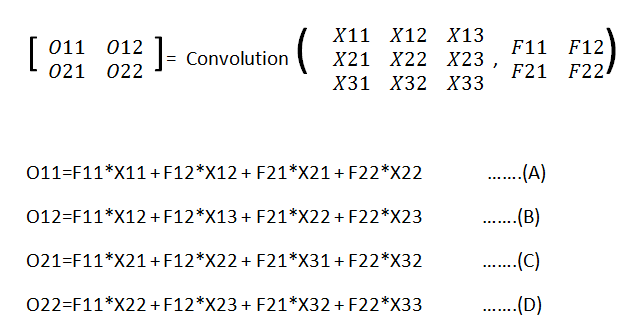 [ O11 O12 ] = Convolution ( X11 X12 X13 , F11 F12 )
O21 O22 X21 X22 X23 F21 F22
X31 X32 X33
O11=F11*X11 + F12*X12 + F21*X21 + F22*X22 …….(A)
O12=F11*X12 + F12*X13 + F21*X22 + F22*X23 …….(B)
O21=F11*X21 + F12*X22 + F21*X31 + F22*X32 …….(C)
O22=F11*X22 + F12*X23 + F21*X32 + F22*X33 …….(D)